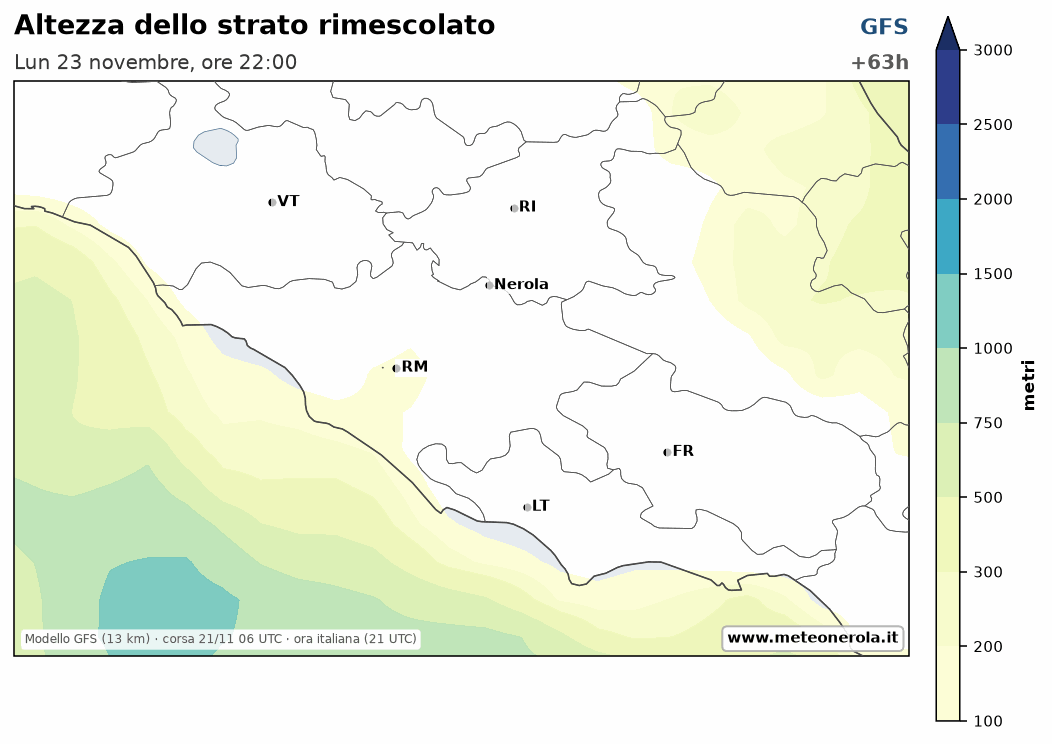 Altezza dello strato rimescolato
GFS
Lun 23 novembre, ore 22:00
+63h
VT
RI
Nerola
RM
FR
LT
3000
2500
2000
1500
1000
750
500
300
200
100
metri
Modello GFS (13 km) · corsa 21/11 06 UTC · ora italiana (21 UTC)
www.meteonerola.it